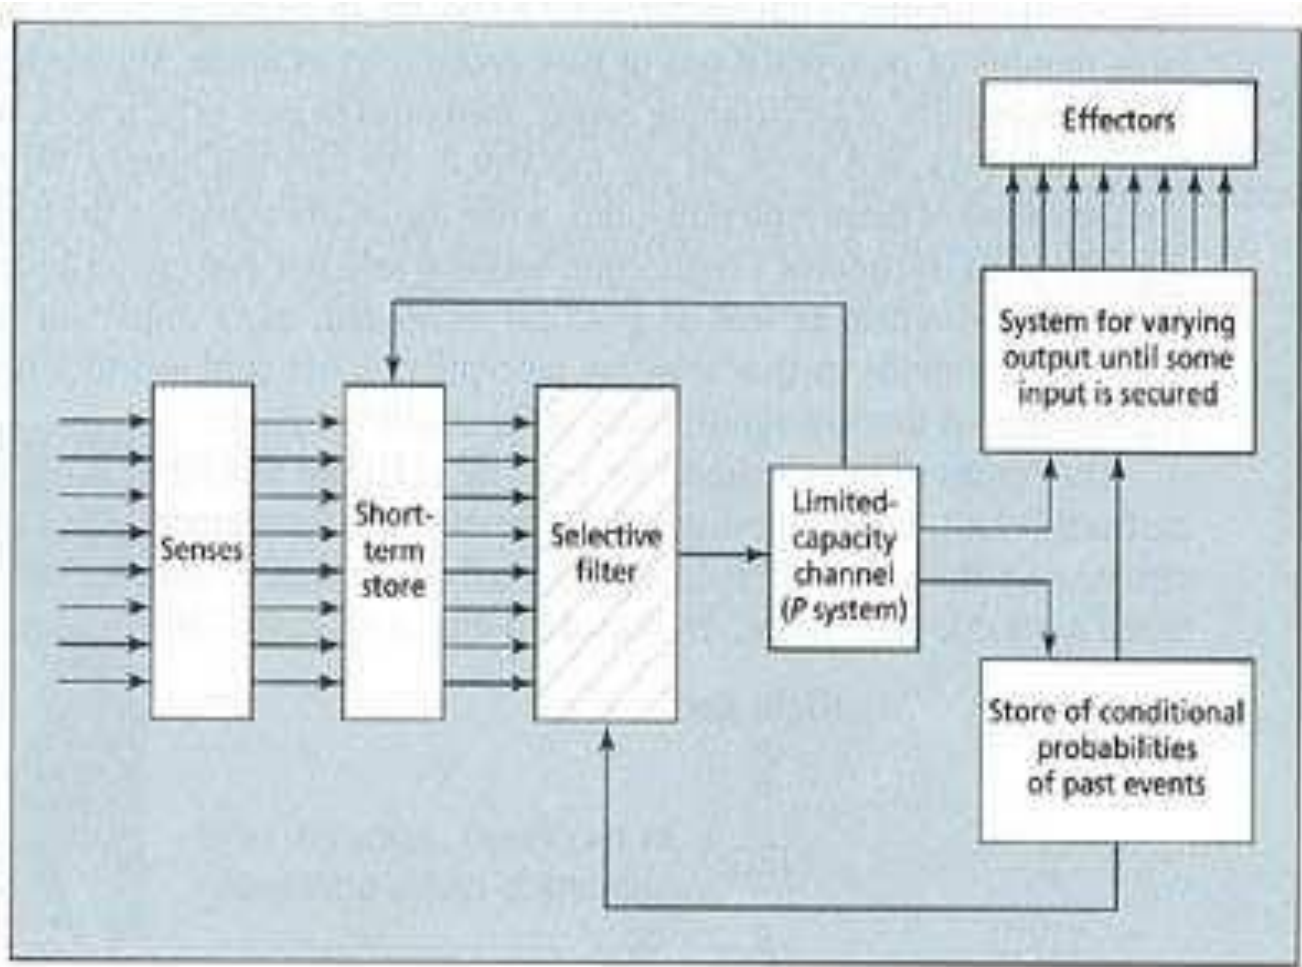 Effectors
System for varying
output until some
input is secured
Senses
Short-
term
store
Selective
filter
Limited-
capacity
channel
(P system)
Store of conditional
probabilities
of past events